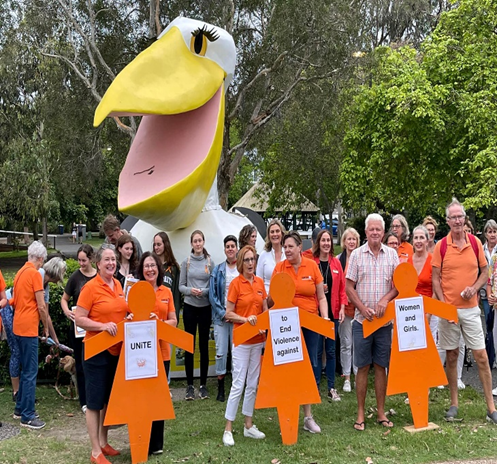 UNiTE
to
End
Violence
against
Women
and
Girls.